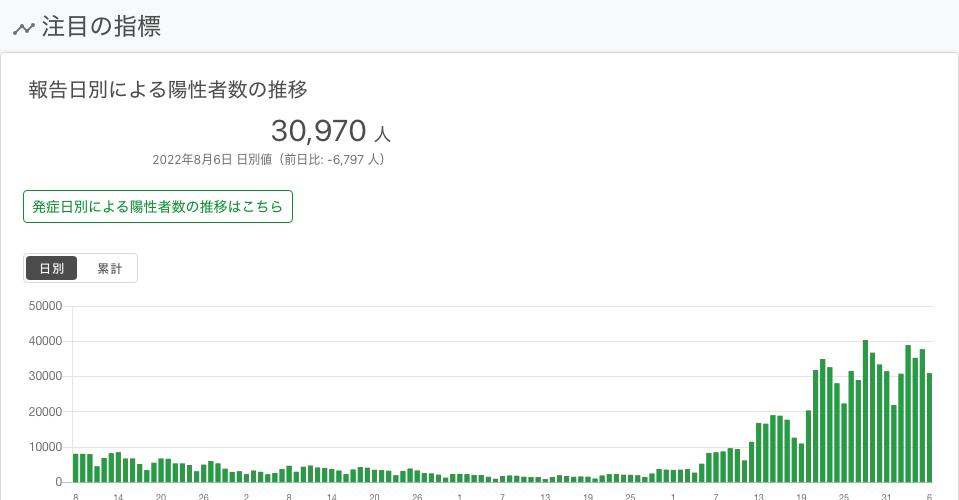 注目の指標
報告日別による陽性者数の推移
30,970 人
2022年8月6日 日別値（前日比: -6,797 人）
発症日別による陽性者数の推移はこちら
日別 累計
50000
40000
30000
20000
10000
0
8 14 20 26 2 8 14 20 26 1 7 13 19 25 1 7 13 19 25 31 6